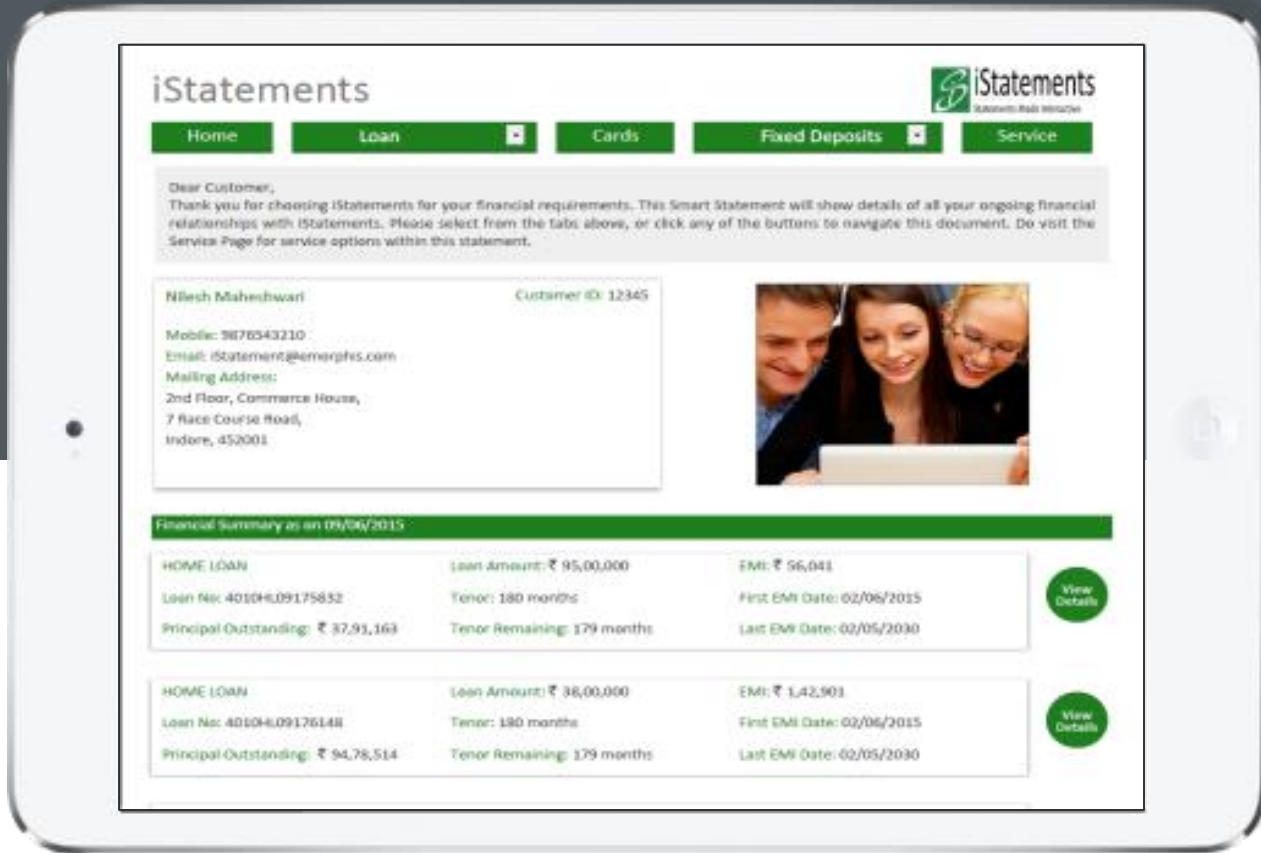 iStatements
iStatements
Statements Made Interactive
Home Loan Cards Fixed Deposits Service
Dear Customer,
Thank you for choosing iStatements for your financial requirements. This Smart Statement will show details of all your ongoing financial
relationships with iStatements. Please select from the tabs above, or click any of the buttons to navigate this document. Do visit the
Service Page for service options within this statement.
Nilesh Maheshwari Customer ID: 12345
Mobile: 9876543210
Email: iStatement@emorphis.com
Mailing Address:
2nd Floor, Commerce House,
7 Race Course Road,
Indore, 452001
Financial Summary as on 09/06/2015
HOME LOAN Loan Amount: ₹ 95,00,000 EMI: ₹ 56,041
Loan No: 4010HL09175832 Tenor: 180 months First EMI Date: 02/06/2015
Principal Outstanding: ₹ 37,91,163 Tenor Remaining: 179 months Last EMI Date: 02/05/2030
View
Details
HOME LOAN Loan Amount: ₹ 38,00,000 EMI: ₹ 1,42,901
Loan No: 4010HL09176148 Tenor: 180 months First EMI Date: 02/06/2015
Principal Outstanding: ₹ 94,78,514 Tenor Remaining: 179 months Last EMI Date: 02/05/2030
View
Details